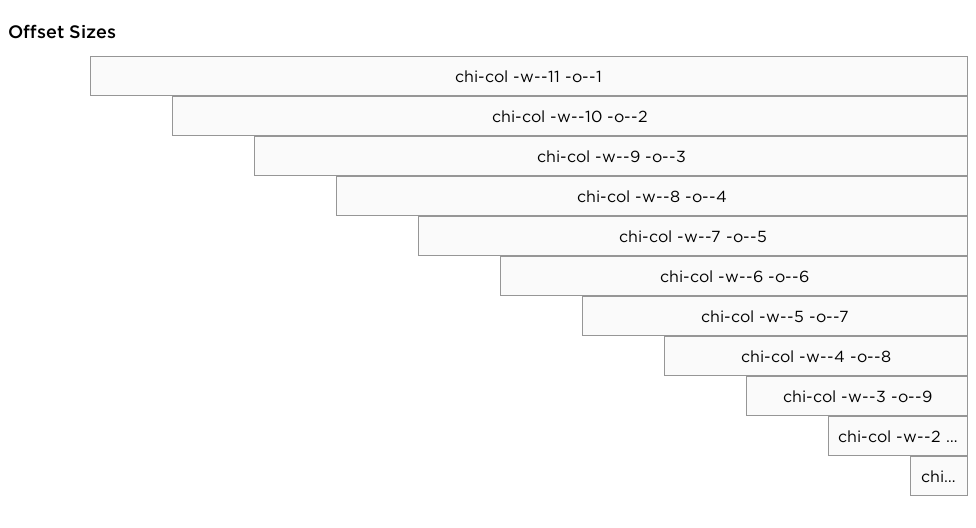 Offset Sizes
chi-col -w--11 -o--1
chi-col -w--10 -o--2
chi-col -w--9 -o--3
chi-col -w--8 -o--4
chi-col -w--7 -o--5
chi-col -w--6 -o--6
chi-col -w--5 -o--7
chi-col -w--4 -o--8
chi-col -w--3 -o--9
chi-col -w--2 ...
chi...